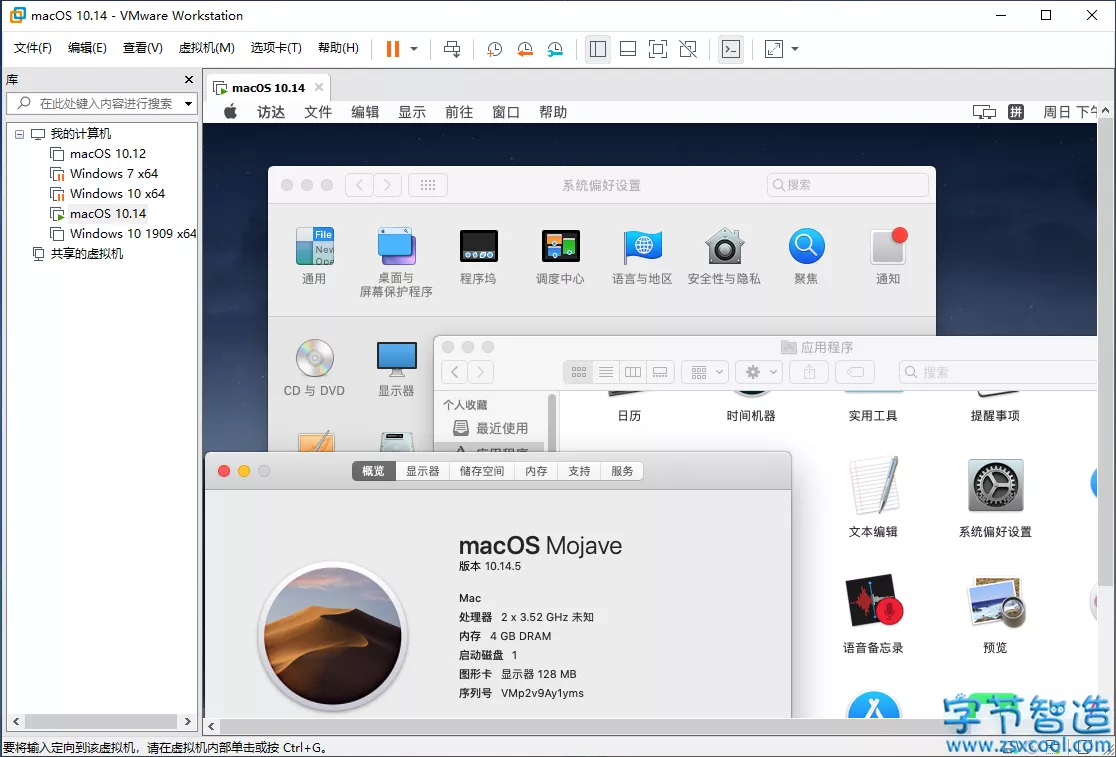 macOS 10.14 - VMware Workstation
文件(F) 编辑(E) 查看(V) 虚拟机(M) 选项卡(T) 帮助(H)
库
在此处键入内容进行搜索
我的计算机
macOS 10.12
Windows 7 x64
Windows 10 x64
macOS 10.14
Windows 10 1909 x64
共享的虚拟机
macOS 10.14
访达 文件 编辑 显示 前往 窗口 帮助
拼 周日 下午
系统偏好设置
搜索
File
New
Ope
通用
桌面与
屏幕保护程序
程序坞
调度中心
语言与地区
安全性与隐私
聚焦
通知
CD 与 DVD
显示器
应用程序
搜索
个人收藏
最近使用
应用程序
日历
时间机器
实用工具
提醒事项
文本编辑
系统偏好设置
语音备忘录
预览
概览 显示器 储存空间 内存 支持 服务
macOS Mojave
版本 10.14.5
Mac
处理器 2 x 3.52 GHz 未知
内存 4 GB DRAM
启动磁盘 1
图形卡 显示器 128 MB
序列号 VMp2v9Ay1yms
字节智造
www.zsxcool.com
要将输入定向到该虚拟机，请在虚拟机内部单击或按 Ctrl+G。